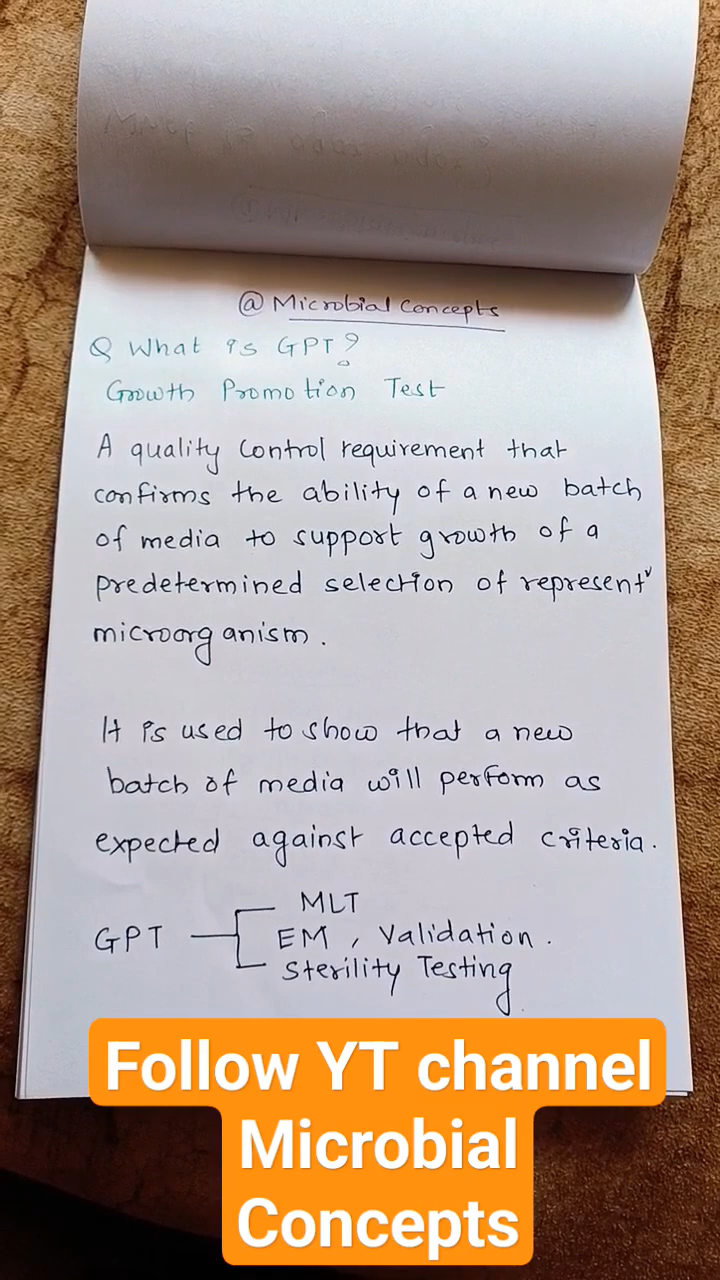 @ Microbial Concepts
Q What is GPT?
Growth Promotion Test
A quality control requirement that
confirms the ability of a new batch
of media to support growth of a
predetermined selection of represent
microorganism.
It is used to show that a new
batch of media will perform as
expected against accepted criteria.
GPT
MLT
EM, Validation.
Sterility Testing
Follow YT channel
Microbial
Concepts